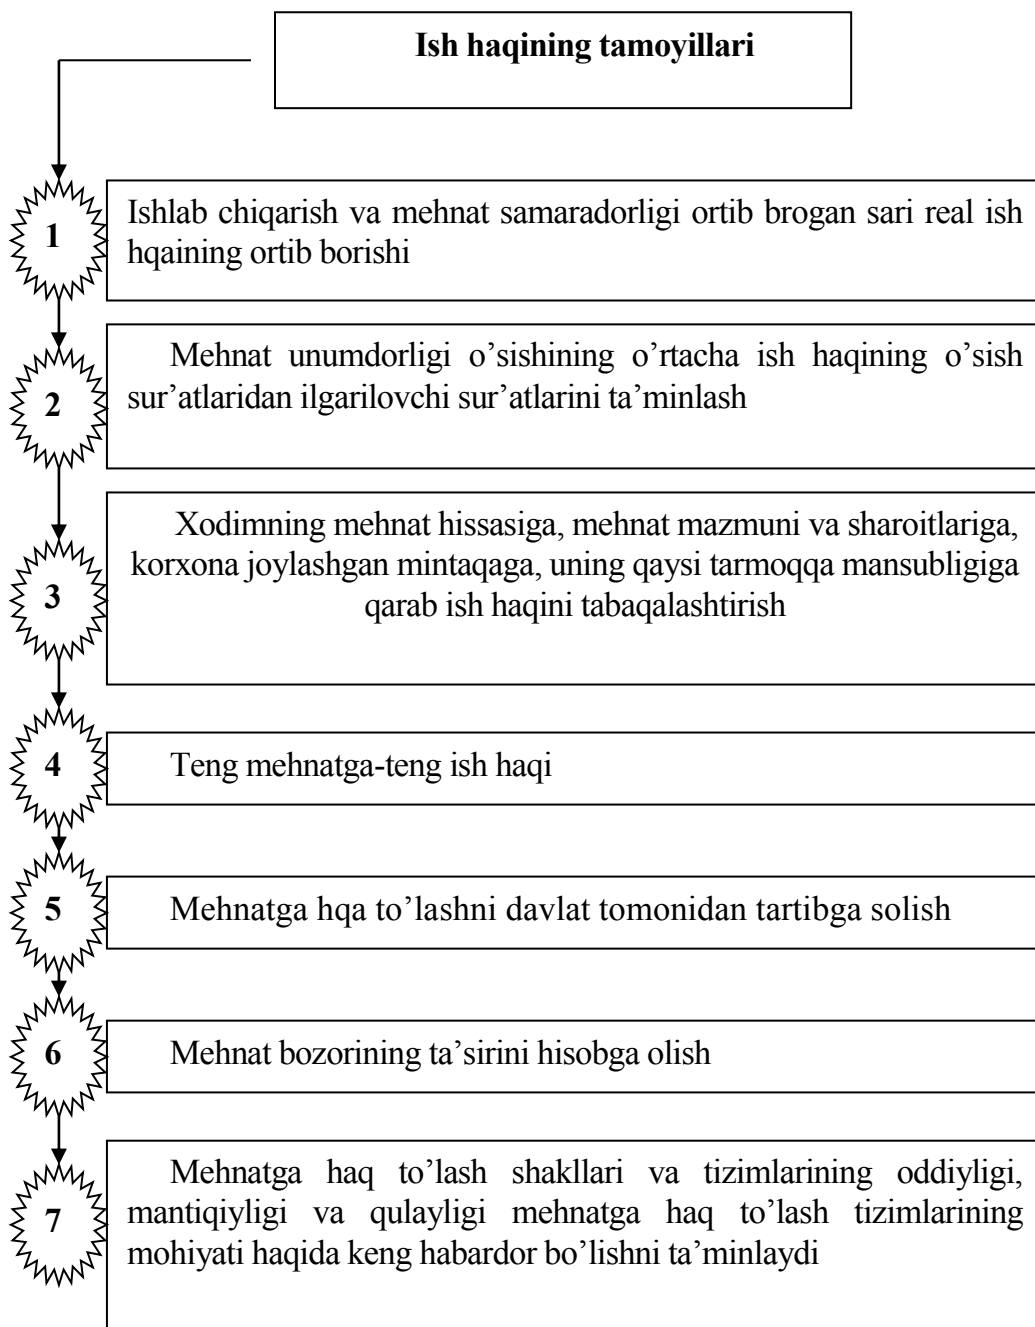 Ish haqining tamoyillari
1
Ishlab chiqarish va mehnat samaradorligi ortib brogan sari real ish
hqaining ortib borishi
2
Mehnat unumdorligi o’sishining o’rtacha ish haqining o’sish
sur’atlaridan ilgarilovchi sur’atlarini ta’minlash
3
Xodimning mehnat hissasiga, mehnat mazmuni va sharoitlariga,
korxona joylashgan mintaqaga, uning qaysi tarmoqqa mansubligiga
qarab ish haqini tabaqalashtirish
4
Teng mehnatga-teng ish haqi
5
Mehnatga hqa to’lashni davlat tomonidan tartibga solish
6
Mehnat bozorining ta’sirini hisobga olish
7
Mehnatga haq to’lash shakllari va tizimlarining oddiyligi,
mantiqiyligi va qulayligi mehnatga haq to’lash tizimlarining
mohiyati haqida keng habardor bo’lishni ta’minlaydi